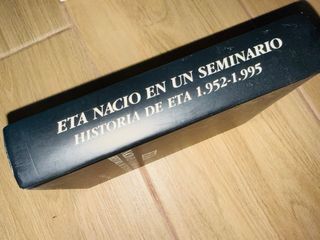 ETA NACIO EN UN SEMINARIO
HISTORIA DE ETA 1.952-1.995